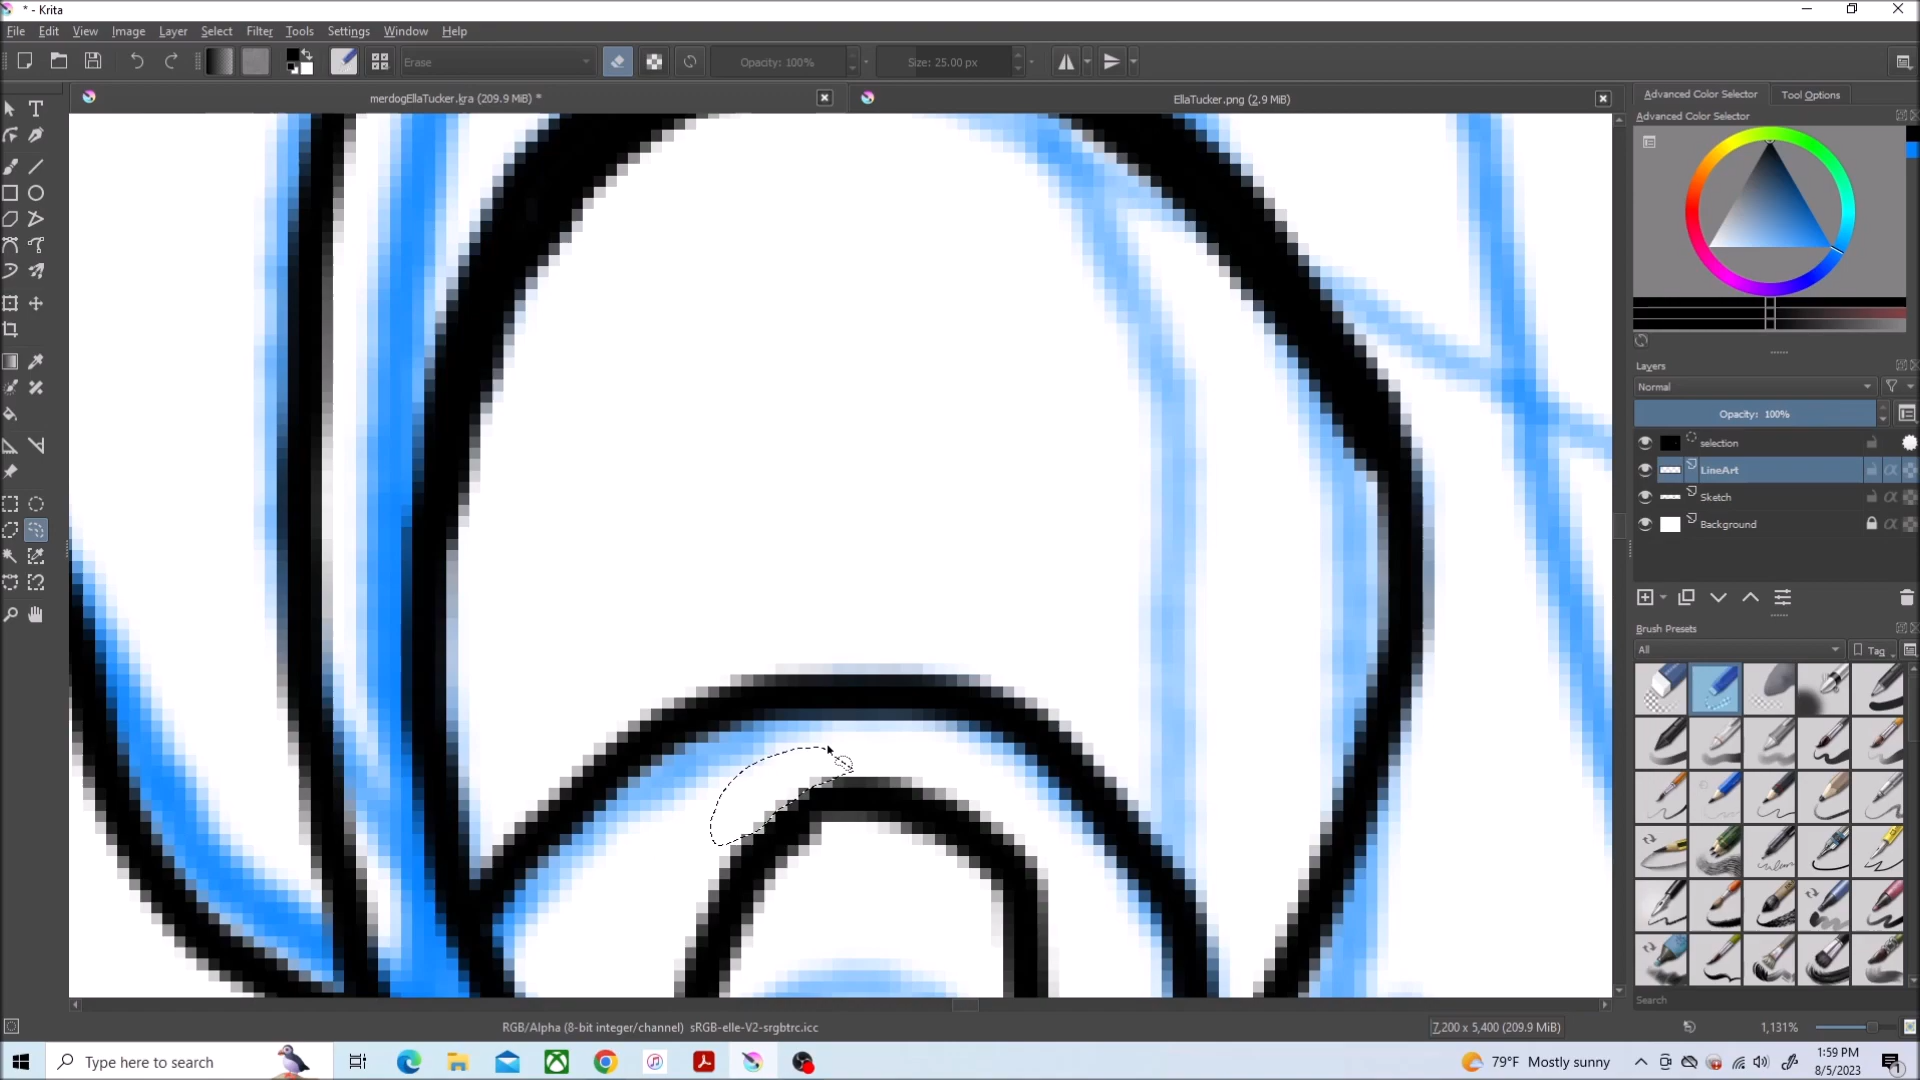 * - Krita
File Edit View Image Layer Select Filter Tools Settings Window Help
Erase
Opacity: 100%
Size: 25.00 px
merdogEllaTucker.kra (209.9 MiB) *
EllaTucker.png (2.9 MiB)
Advanced Color Selector
Tool Options
Advanced Color Selector
Layers
Normal
Opacity: 100%
selection
LineArt
Sketch
Background
Brush Presets
All
Tag
Search
RGB/Alpha (8-bit integer/channel) sRGB-elle-V2-srgbtrc.icc
7,200 x 5,400 (209.9 MiB)
1,131%
Type here to search
79°F Mostly sunny
1:59 PM
8/5/2023
1